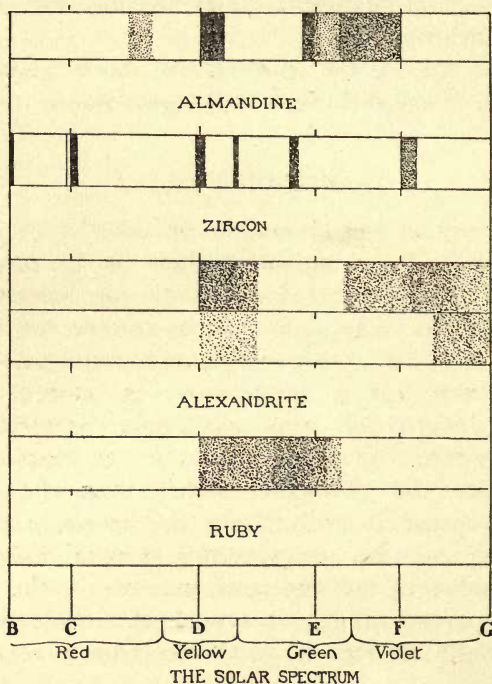 ALMANDINE
ZIRCON
ALEXANDRITE
RUBY
B C D E F G
Red Yellow Green Violet
THE SOLAR SPECTRUM